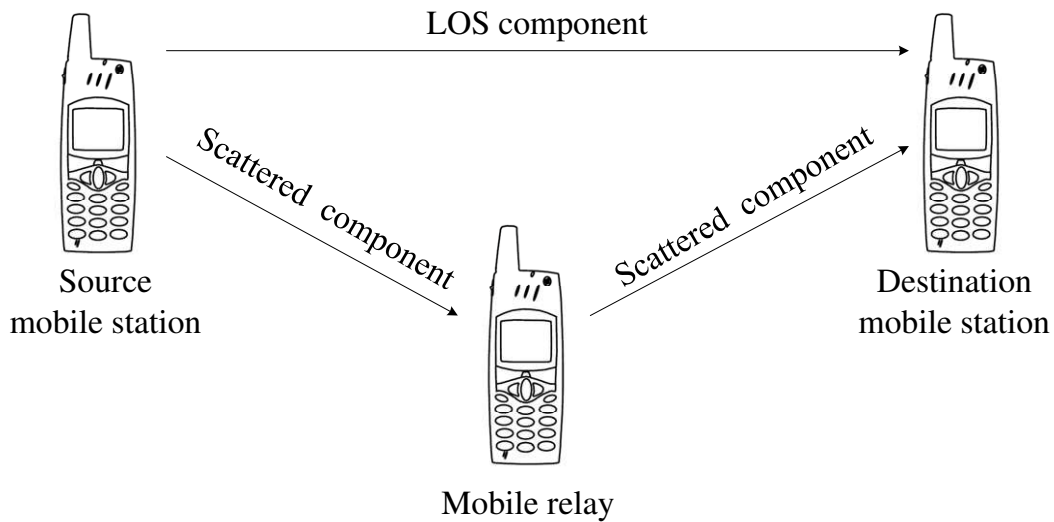 LOS component
Scattered component
Scattered component
Source
mobile station
Destination
mobile station
Mobile relay